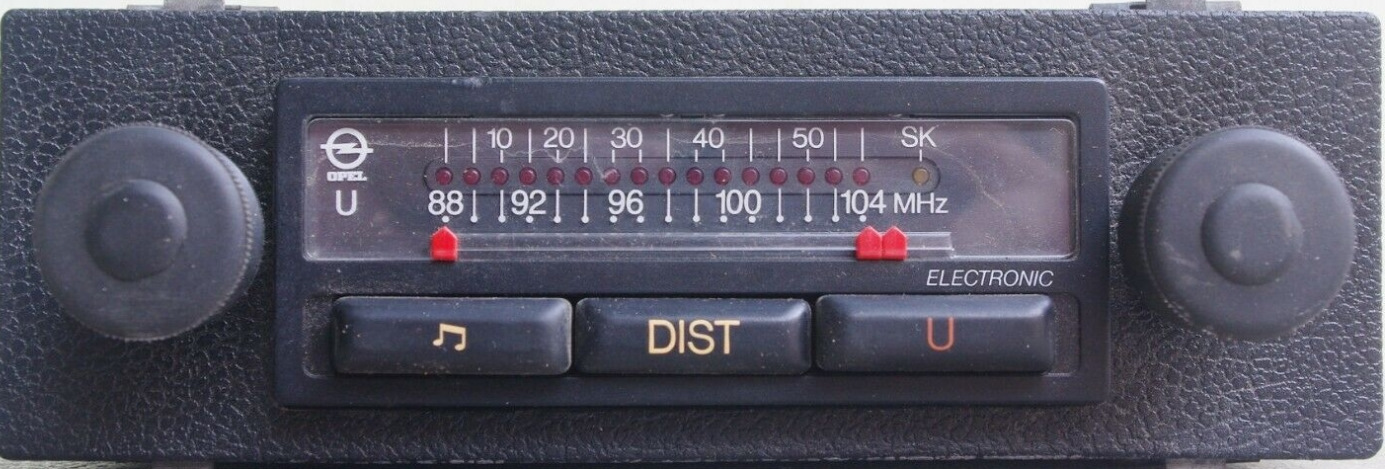 10 20 30 40 50 SK
OPEL
U
88 92 96 100 104 MHz
ELECTRONIC
DIST U